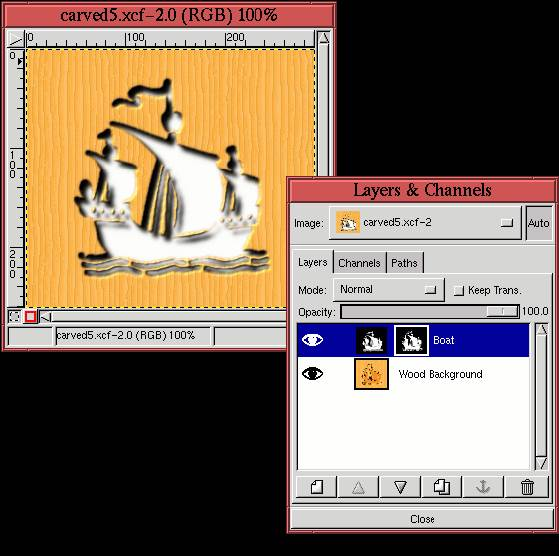 carved5.xcf-2.0 (RGB) 100%
0 100 200
0
100
200
carved5.xcf-2.0 (RGB) 100%
Layers & Channels
Image: carved5.xcf-2 Auto
Layers Channels Paths
Mode: Normal Keep Trans.
Opacity: 100.0
Boat
Wood Background
Close